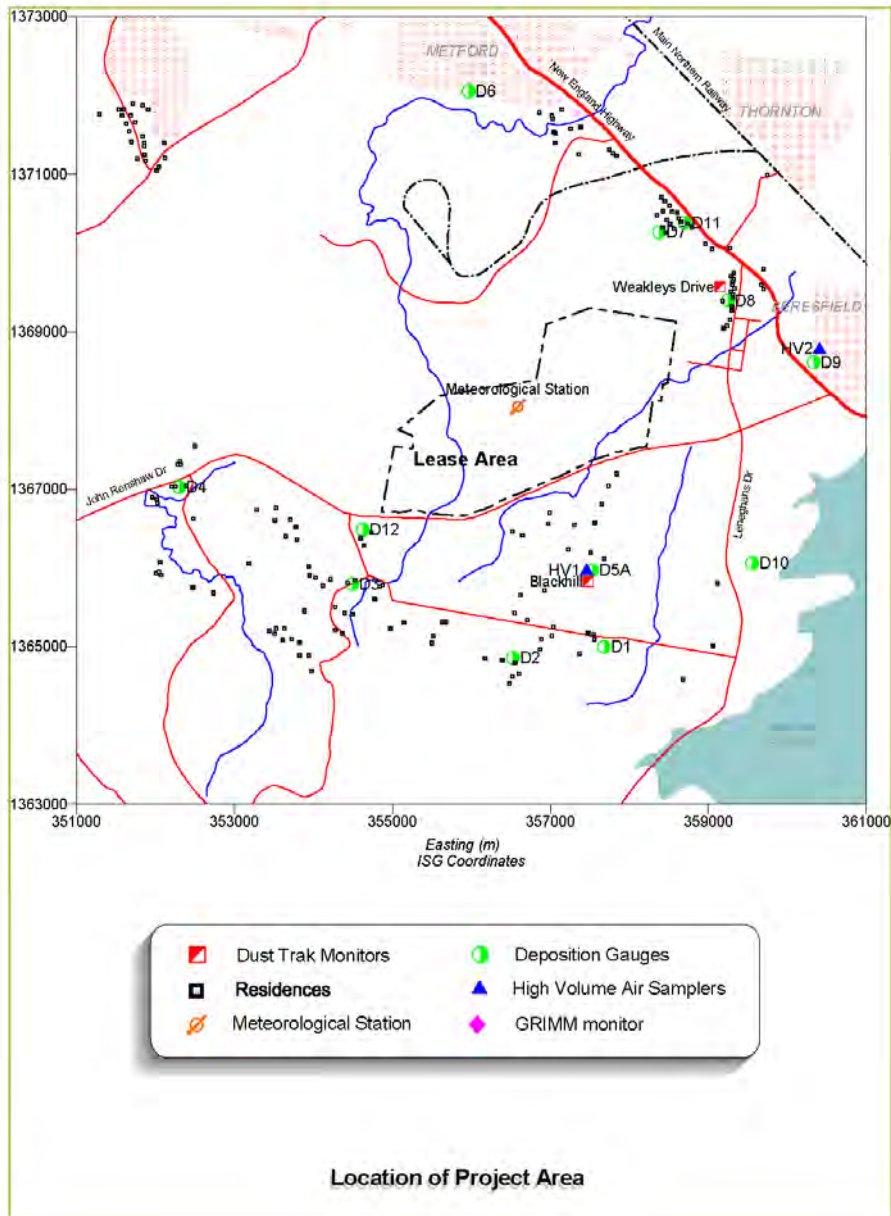 1373000
METFORD
Main Northern Railway
D6
New England Highway
THORNTON
1371000
D11
D7
Weakleys Drive
D8
1369000
BERESFIELD
HV2
D9
Meteorological Station
Lease Area
John Renshaw Dr
1367000
D4
Lenaghans Dr
D12
HV1
D5A
D10
D3
Blackhill
1365000
D2
D1
1363000
351000
353000
355000
357000
359000
361000
Easting (m)
ISG Coordinates
Dust Trak Monitors
Deposition Gauges
Residences
High Volume Air Samplers
Meteorological Station
GRIMM monitor
Location of Project Area